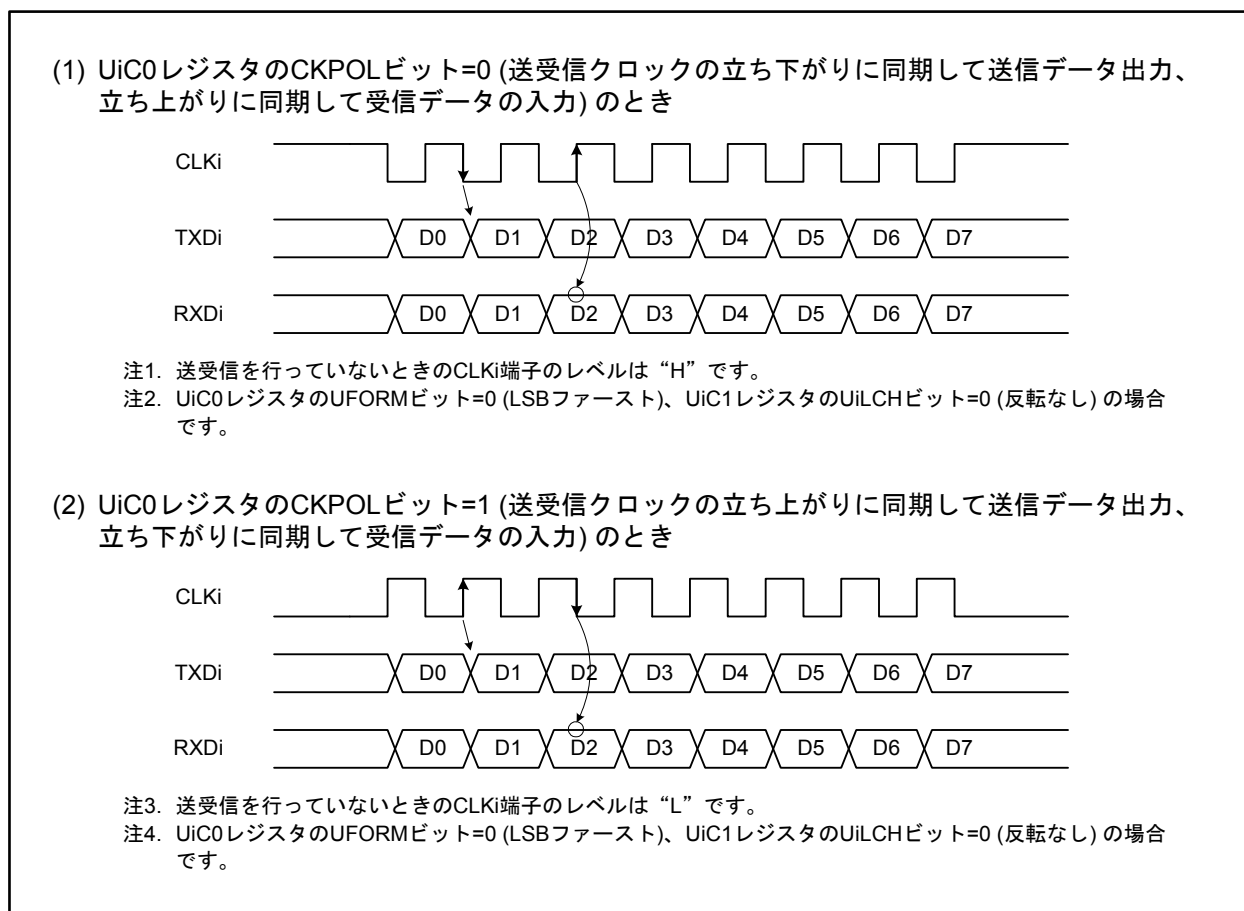 (1) UiC0レジスタのCKPOLビット=0 (送受信クロックの立ち下がりに同期して送信データ出力、
立ち上がりに同期して受信データの入力) のとき
CLKi
TXDi D0 D1 D2 D3 D4 D5 D6 D7
RXDi D0 D1 D2 D3 D4 D5 D6 D7
注1. 送受信を行っていないときのCLKi端子のレベルは“H”です。
注2. UiC0レジスタのUFORMビット=0 (LSBファースト)、UiC1レジスタのUiLCHビット=0 (反転なし) の場合
です。
(2) UiC0レジスタのCKPOLビット=1 (送受信クロックの立ち上がりに同期して送信データ出力、
立ち下がりに同期して受信データの入力) のとき
CLKi
TXDi D0 D1 D2 D3 D4 D5 D6 D7
RXDi D0 D1 D2 D3 D4 D5 D6 D7
注3. 送受信を行っていないときのCLKi端子のレベルは“L”です。
注4. UiC0レジスタのUFORMビット=0 (LSBファースト)、UiC1レジスタのUiLCHビット=0 (反転なし) の場合
です。